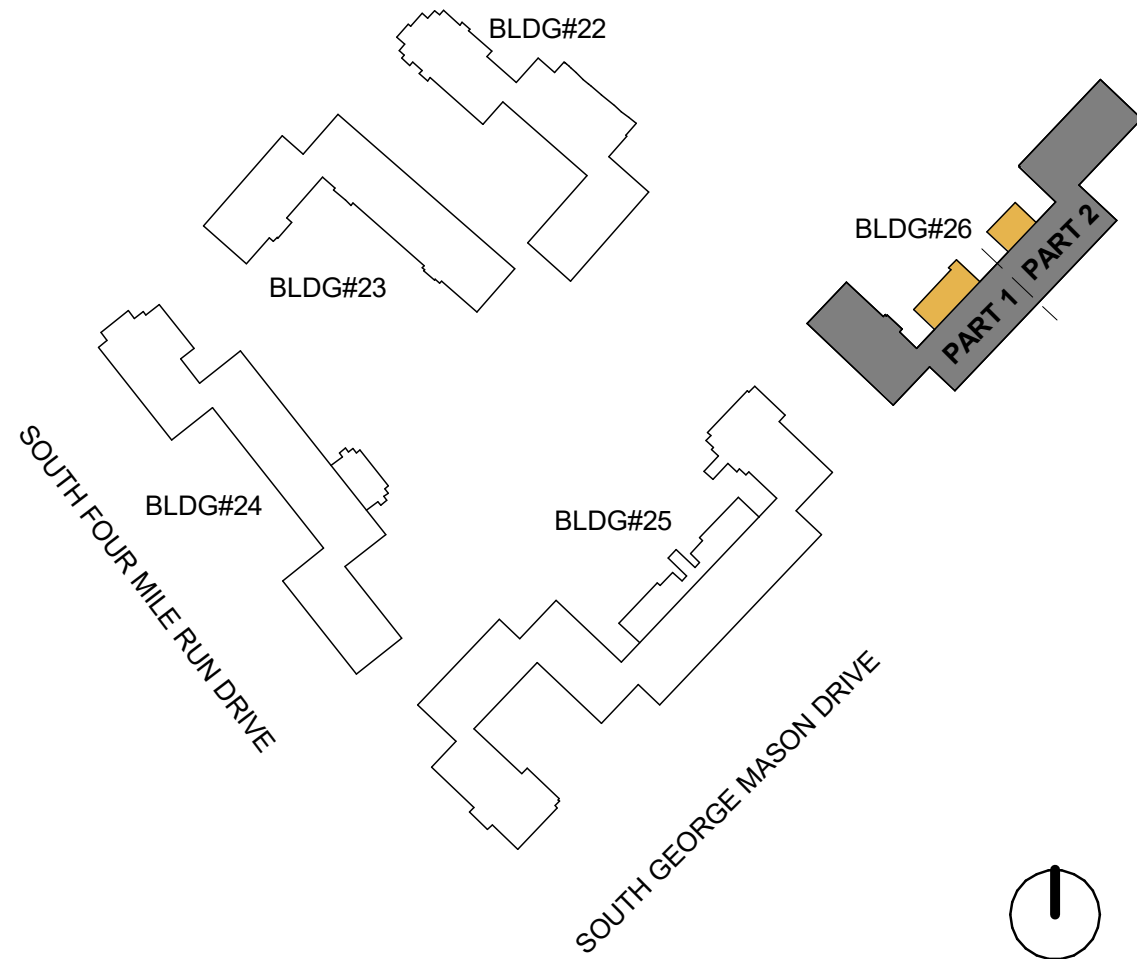 BLDG#22
BLDG#26
PART 2
PART 1
BLDG#23
BLDG#24
BLDG#25
SOUTH FOUR MILE RUN DRIVE
SOUTH GEORGE MASON DRIVE